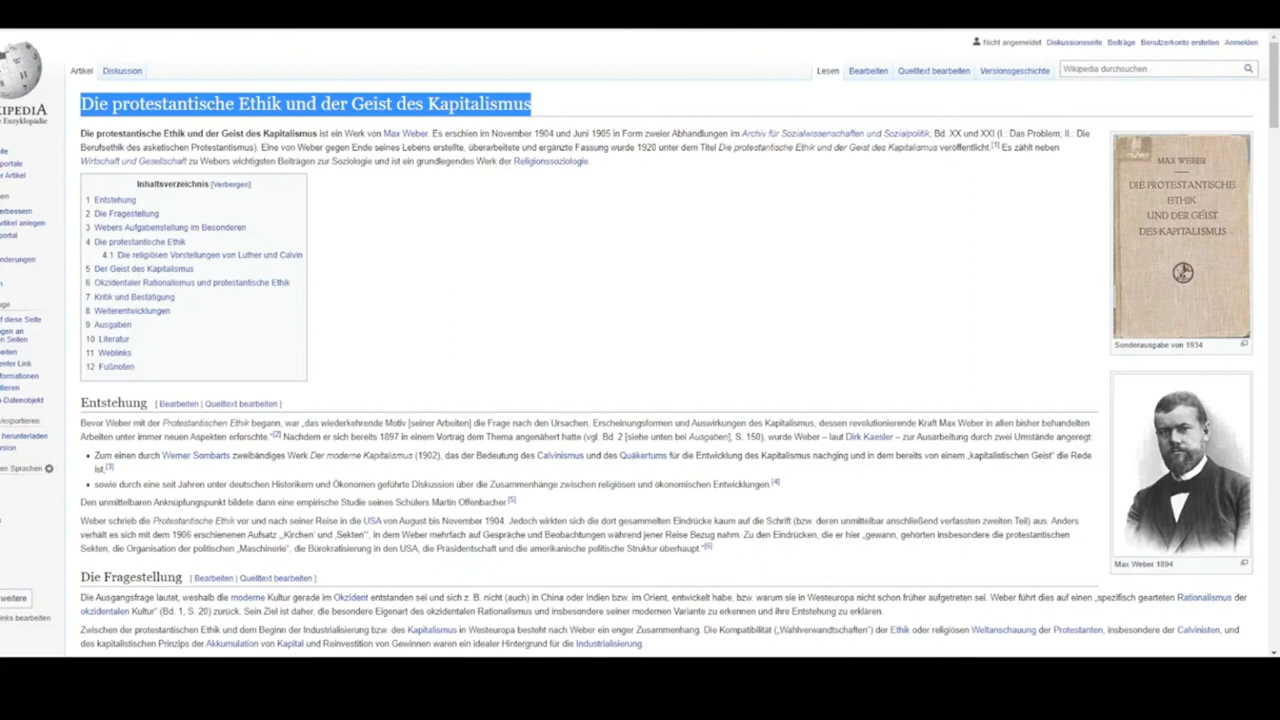 Nicht angemeldet Diskussionsseite Beiträge Benutzerkonto erstellen Anmelden
Artikel Diskussion Lesen Bearbeiten Quelltext bearbeiten Versionsgeschichte Wikipedia durchsuchen
Die protestantische Ethik und der Geist des Kapitalismus
Die protestantische Ethik und der Geist des Kapitalismus ist ein Werk von Max Weber. Es erschien im November 1904 und Juni 1905 in Form zweier Abhandlungen im Archiv für Sozialwissenschaften und Sozialpolitik, Bd. XX und XXI (I.: Das Problem; II.: Die
Berufsethik des asketischen Protestantismus). Eine von Weber gegen Ende seines Lebens erstellte, überarbeitete und ergänzte Fassung wurde 1920 unter dem Titel Die protestantische Ethik und der Geist des Kapitalismus veröffentlicht.[1] Es zählt neben
Wirtschaft und Gesellschaft zu Webers wichtigsten Beiträgen zur Soziologie und ist ein grundlegendes Werk der Religionssoziologie.
Inhaltsverzeichnis [Verbergen]
1 Entstehung
2 Die Fragestellung
3 Webers Aufgabenstellung im Besonderen
4 Die protestantische Ethik
4.1 Die religiösen Vorstellungen von Luther und Calvin
5 Der Geist des Kapitalismus
6 Okzidentaler Rationalismus und protestantische Ethik
7 Kritik und Bestätigung
8 Weiterentwicklungen
9 Ausgaben
10 Literatur
11 Weblinks
12 Fußnoten
MAX WEBER
DIE PROTESTANTISCHE
ETHIK
UND DER GEIST
DES KAPITALISMUS
Sonderausgabe von 1934
Entstehung [ Bearbeiten | Quelltext bearbeiten ]
Bevor Weber mit der Protestantischen Ethik begann, war „das wiederkehrende Motiv [seiner Arbeiten] die Frage nach den Ursachen, Erscheinungsformen und Auswirkungen des Kapitalismus, dessen revolutionierende Kraft Max Weber in allen bisher behandelten
Arbeiten unter immer neuen Aspekten erforschte.“[2] Nachdem er sich bereits 1897 in einem Vortrag dem Thema angenähert hatte (vgl. Bd. 2 [siehe unten bei Ausgaben], S. 150), wurde Weber – laut Dirk Kaesler – zur Ausarbeitung durch zwei Umstände angeregt:
• Zum einen durch Werner Sombarts zweibändiges Werk Der moderne Kapitalismus (1902), das der Bedeutung des Calvinismus und des Quäkertums für die Entwicklung des Kapitalismus nachging und in dem bereits von einem „kapitalistischen Geist“ die Rede
ist,[3]
• sowie durch eine seit Jahren unter deutschen Historikern und Ökonomen geführte Diskussion über die Zusammenhänge zwischen religiösen und ökonomischen Entwicklungen.[4]
Den unmittelbaren Anknüpfungspunkt bildete dann eine empirische Studie seines Schülers Martin Offenbacher.[5]
Weber schrieb die Protestantische Ethik vor und nach seiner Reise in die USA von August bis November 1904. Jedoch wirkten sich die dort gesammelten Eindrücke kaum auf die Schrift (bzw. deren unmittelbar anschließend verfassten zweiten Teil) aus. Anders
verhält es sich mit dem 1906 erschienenen Aufsatz „‚Kirchen‘ und ‚Sekten‘“, in dem Weber mehrfach auf Gespräche und Beobachtungen während jener Reise Bezug nahm. Zu den Eindrücken, die er hier „gewann, gehörten insbesondere die protestantischen
Sekten, die Organisation der politischen „Maschinerie“, die Bürokratisierung in den USA, die Präsidentschaft und die amerikanische politische Struktur überhaupt.“[6]
Max Weber 1894
Die Fragestellung [ Bearbeiten | Quelltext bearbeiten ]
Die Ausgangsfrage lautet, weshalb die moderne Kultur gerade im Okzident entstanden sei und sich z. B. nicht (auch) in China oder Indien bzw. im Orient, entwickelt habe, bzw. warum sie in Westeuropa nicht schon früher aufgetreten sei. Weber führt dies auf einen „spezifisch gearteten Rationalismus der
okzidentalen Kultur“ (Bd. 1, S. 20) zurück. Sein Ziel ist daher, die besondere Eigenart des okzidentalen Rationalismus und insbesondere seiner modernen Variante zu erkennen und ihre Entstehung zu erklären.
Zwischen der protestantischen Ethik und dem Beginn der Industrialisierung bzw. des Kapitalismus in Westeuropa besteht nach Weber ein enger Zusammenhang. Die Kompatibilität („Wahlverwandtschaften“) der Ethik oder religiösen Weltanschauung der Protestanten, insbesondere der Calvinisten, und
des kapitalistischen Prinzips der Akkumulation von Kapital und Reinvestition von Gewinnen waren ein idealer Hintergrund für die Industrialisierung.